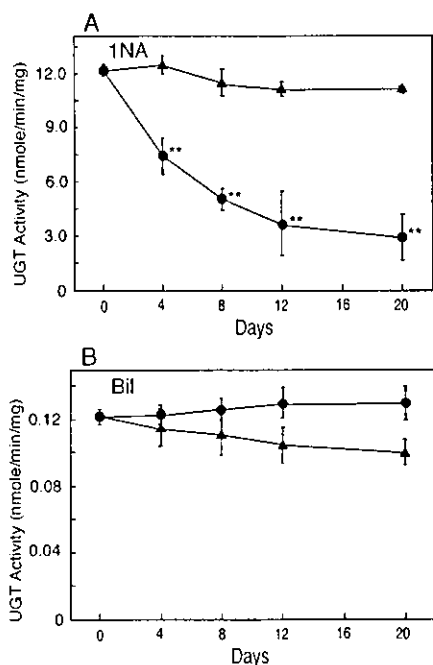 A
1NA
12.0
9.0
6.0
3.0
0
UGT Activity (nmole/min/mg)
**
**
**
**
0 4 8 12 16 20
Days
B
Bil
0.12
0.08
0.04
0
UGT Activity (nmole/min/mg)
0 4 8 12 16 20
Days